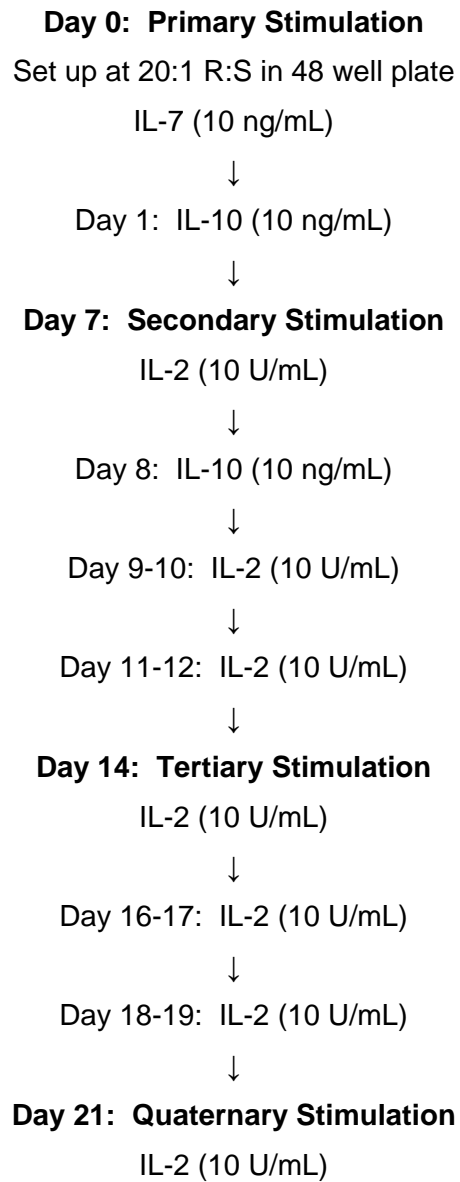 Day 0:  Primary Stimulation
Set up at 20:1 R:S in 48 well plate
IL-7 (10 ng/mL)
↓
Day 1:  IL-10 (10 ng/mL)
↓
Day 7:  Secondary Stimulation
IL-2 (10 U/mL)
↓
Day 8:  IL-10 (10 ng/mL)
↓
Day 9-10:  IL-2 (10 U/mL)
↓
Day 11-12:  IL-2 (10 U/mL)
↓
Day 14:  Tertiary Stimulation
IL-2 (10 U/mL)
↓
Day 16-17:  IL-2 (10 U/mL)
↓
Day 18-19:  IL-2 (10 U/mL)
↓
Day 21:  Quaternary Stimulation
IL-2 (10 U/mL)